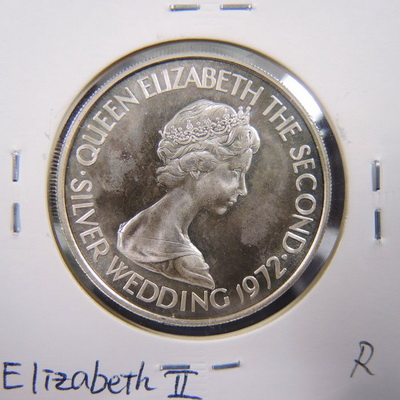 · QUEEN ELIZABETH THE SECOND ·
SILVER WEDDING 1972
Elizabeth II
R